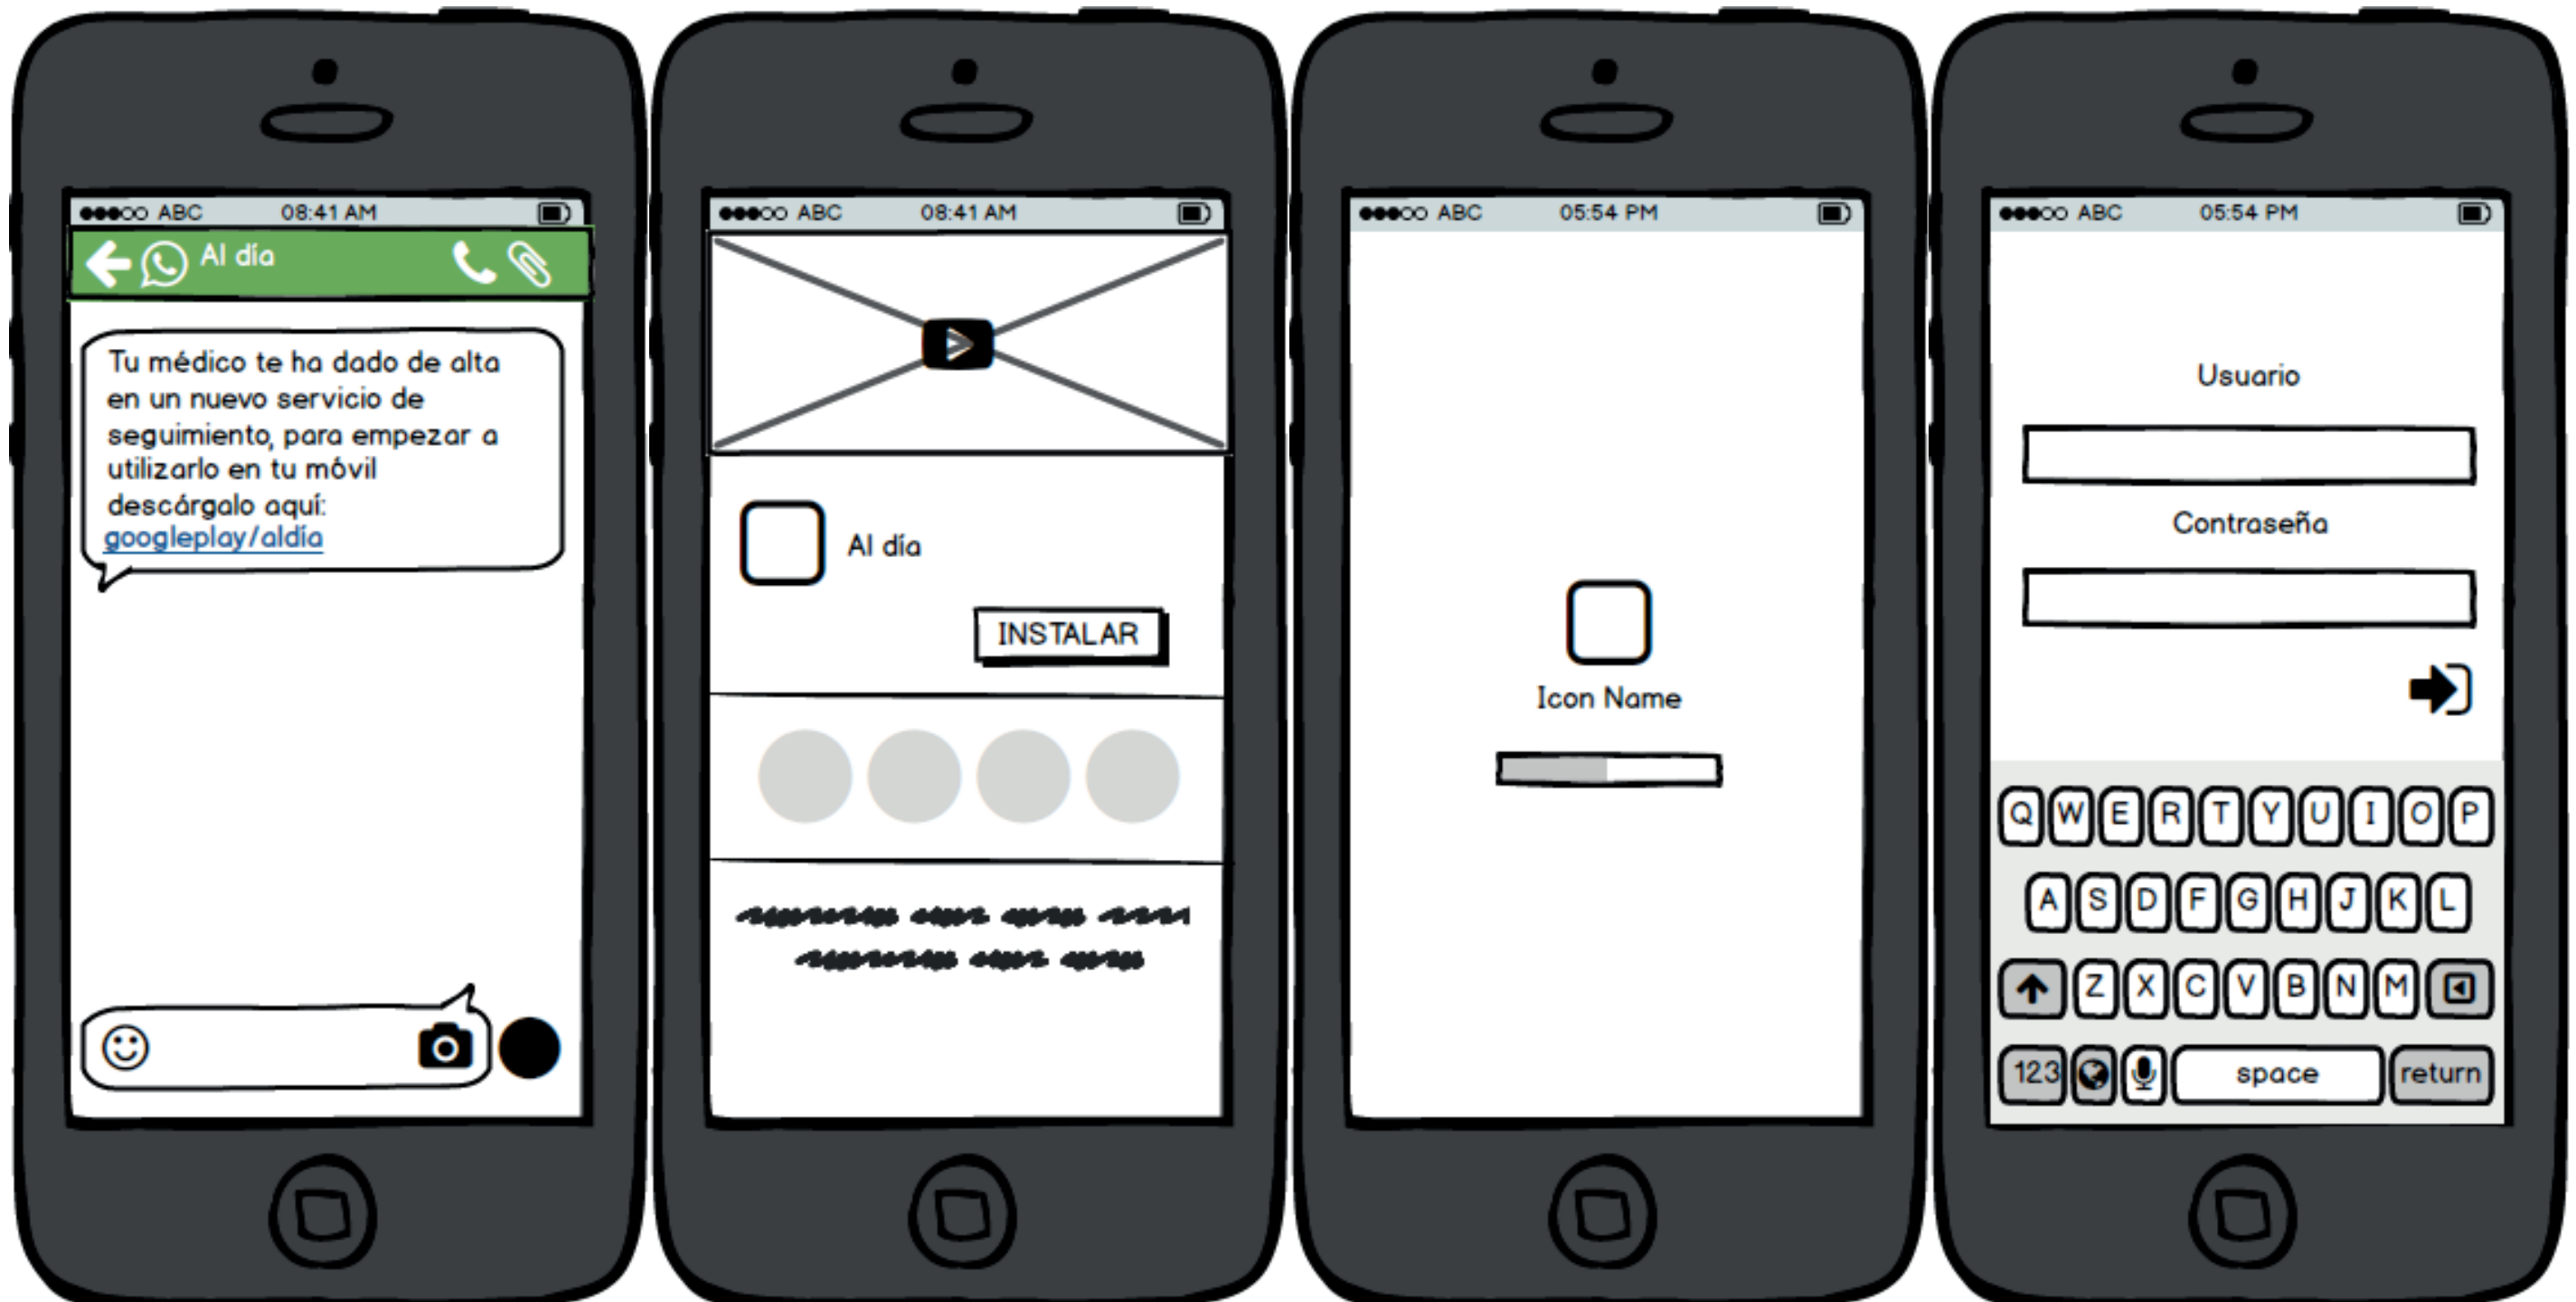 ABC 08:41 AM
Al día
Tu médico te ha dado de alta
en un nuevo servicio de
seguimiento, para empezar a
utilizarlo en tu móvil
descárgalo aquí:
googleplay/aldía
ABC 08:41 AM
Al día
INSTALAR
ABC 05:54 PM
Icon Name
ABC 05:54 PM
Usuario
Contraseña
Q W E R T Y U I O P
A S D F G H J K L
Z X C V B N M
123 space return